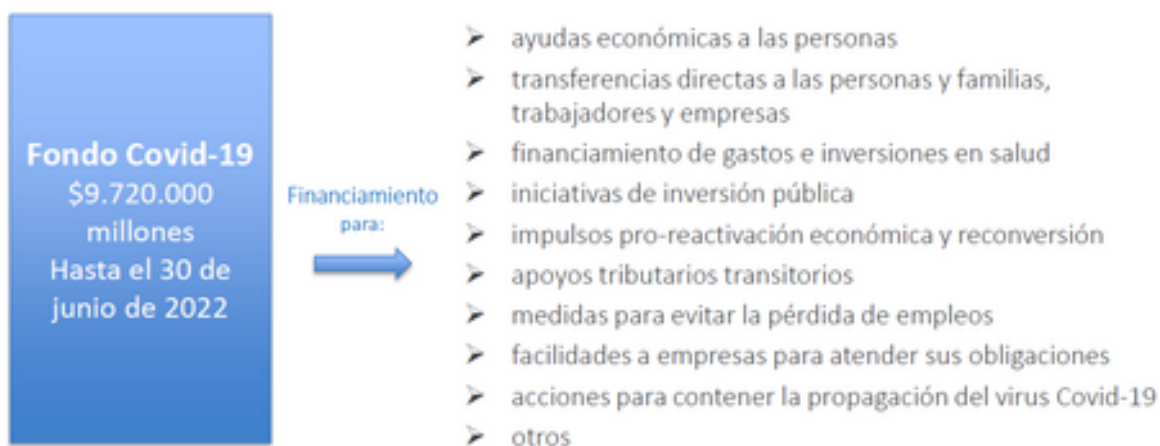 Fondo Covid-19
$9.720.000
millones
Hasta el 30 de
junio de 2022
Financiamiento
para:
➤ ayudas económicas a las personas
➤ transferencias directas a las personas y familias,
trabajadores y empresas
➤ financiamiento de gastos e inversiones en salud
➤ iniciativas de inversión pública
➤ impulsos pro-reactivación económica y reconversión
➤ apoyos tributarios transitorios
➤ medidas para evitar la pérdida de empleos
➤ facilidades a empresas para atender sus obligaciones
➤ acciones para contener la propagación del virus Covid-19
➤ otros